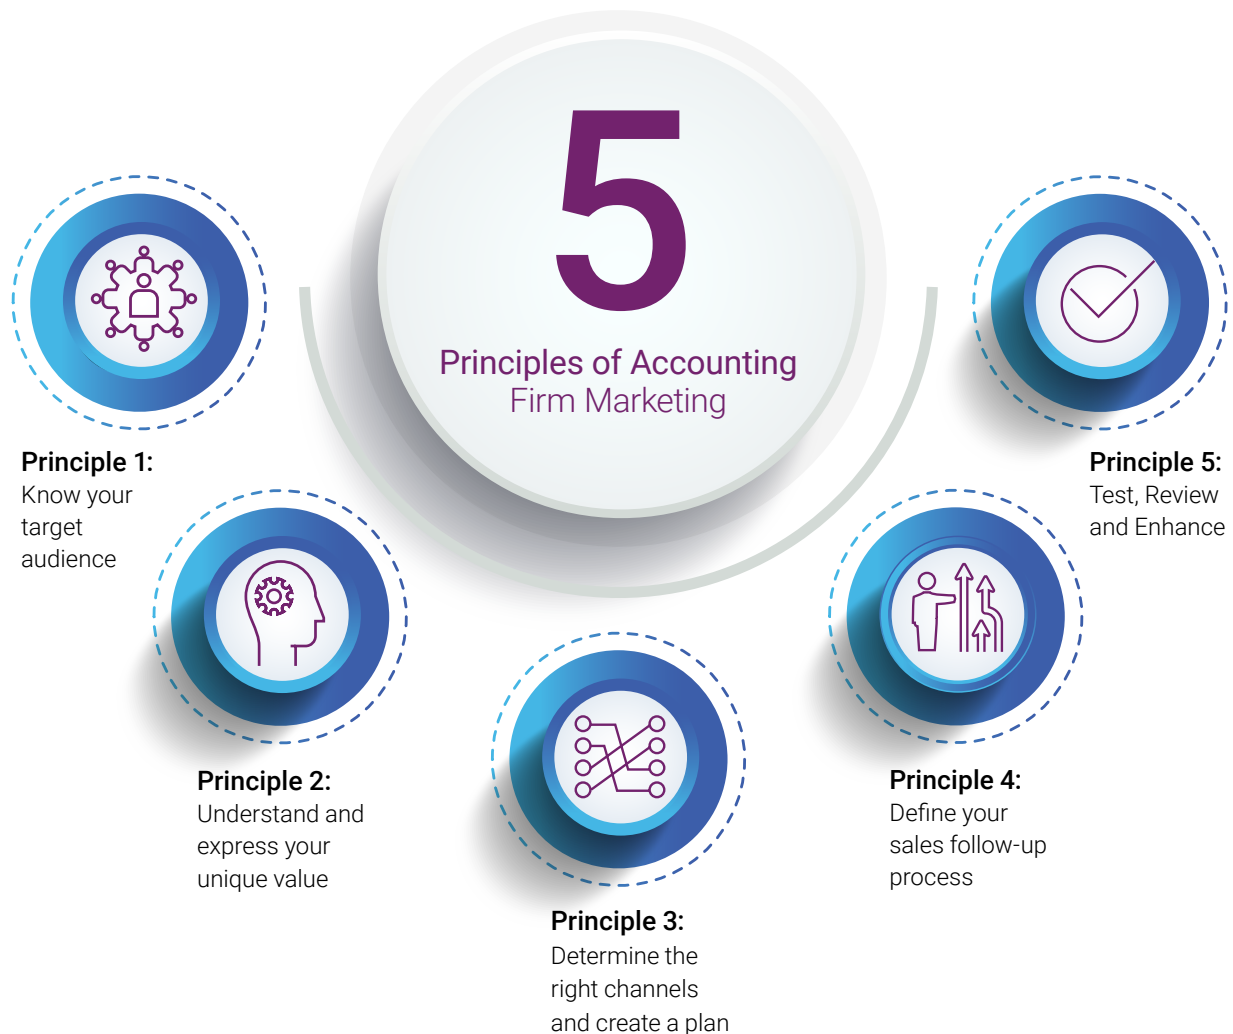 5
Principles of Accounting
Firm Marketing
Principle 1:
Know your
target
audience
Principle 2:
Understand and
express your
unique value
Principle 3:
Determine the
right channels
and create a plan
Principle 4:
Define your
sales follow-up
process
Principle 5:
Test, Review
and Enhance